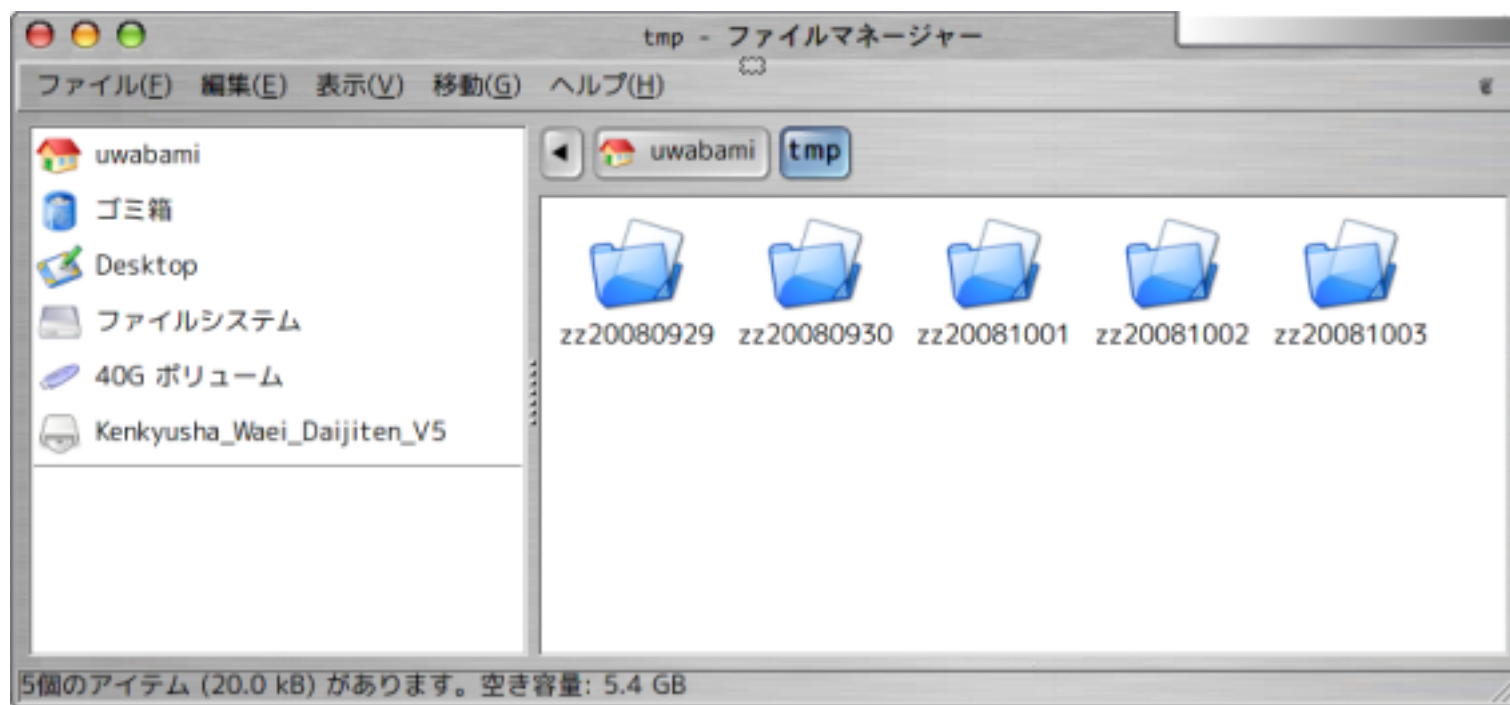 tmp - ファイルマネージャー
ファイル(F) 編集(E) 表示(V) 移動(G) ヘルプ(H)
uwabami
ゴミ箱
Desktop
ファイルシステム
40G ボリューム
Kenkyusha_Waei_Daijiten_V5
uwabami tmp
zz20080929 zz20080930 zz20081001 zz20081002 zz20081003
5個のアイテム (20.0 kB) があります。空き容量: 5.4 GB